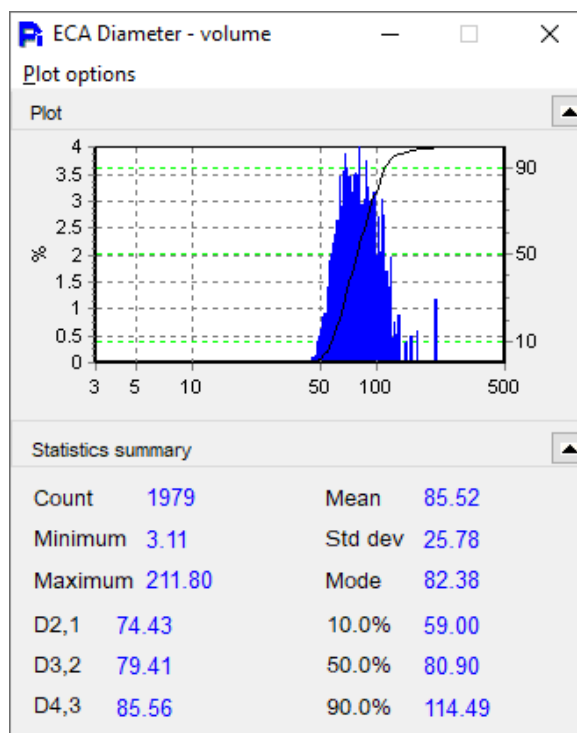 Pi ECA Diameter - volume
Plot options
Plot
4
3.5
3
2.5
2
1.5
1
0.5
0
%
90
50
10
3 5 10 50 100 500
Statistics summary
Count 1979 Mean 85.52
Minimum 3.11 Std dev 25.78
Maximum 211.80 Mode 82.38
D2,1 74.43 10.0% 59.00
D3,2 79.41 50.0% 80.90
D4,3 85.56 90.0% 114.49